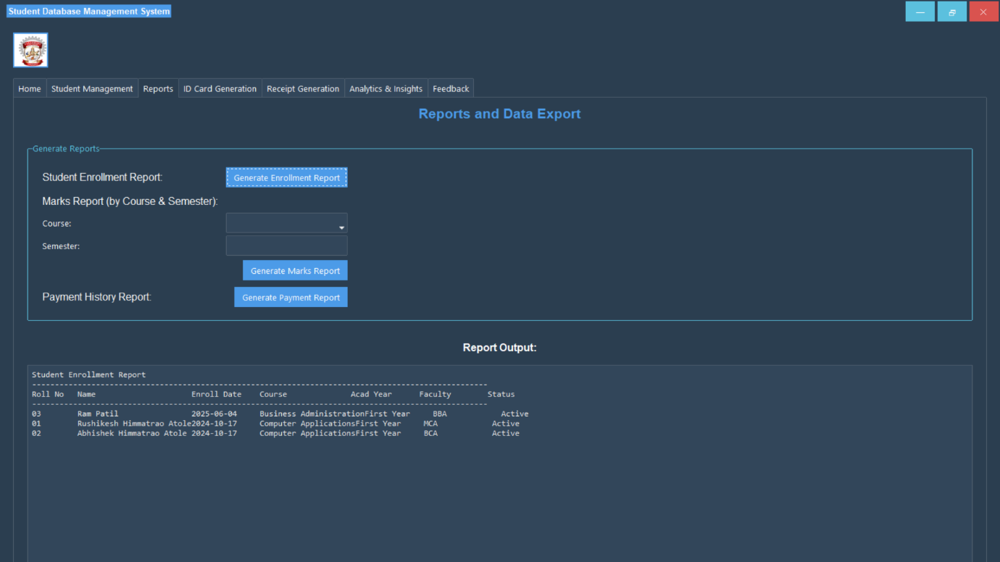 Student Database Management System
Home Student Management Reports ID Card Generation Receipt Generation Analytics & Insights Feedback
Reports and Data Export
Generate Reports
Student Enrollment Report: Generate Enrollment Report
Marks Report (by Course & Semester):
Course:
Semester:
Generate Marks Report
Payment History Report: Generate Payment Report
Report Output:
Student Enrollment Report
----------------------------------------------------------------------------------------------------
Roll No   Name                     Enroll Date    Course              Acad Year      Faculty        Status
----------------------------------------------------------------------------------------------------
03        Ram Patil                2025-06-04     Business AdministrationFirst Year     BBA            Active
01        Rushikesh Himmatrao Atole2024-10-17     Computer ApplicationsFirst Year     MCA            Active
02        Abhishek Himmatrao Atole 2024-10-17     Computer ApplicationsFirst Year     BCA            Active